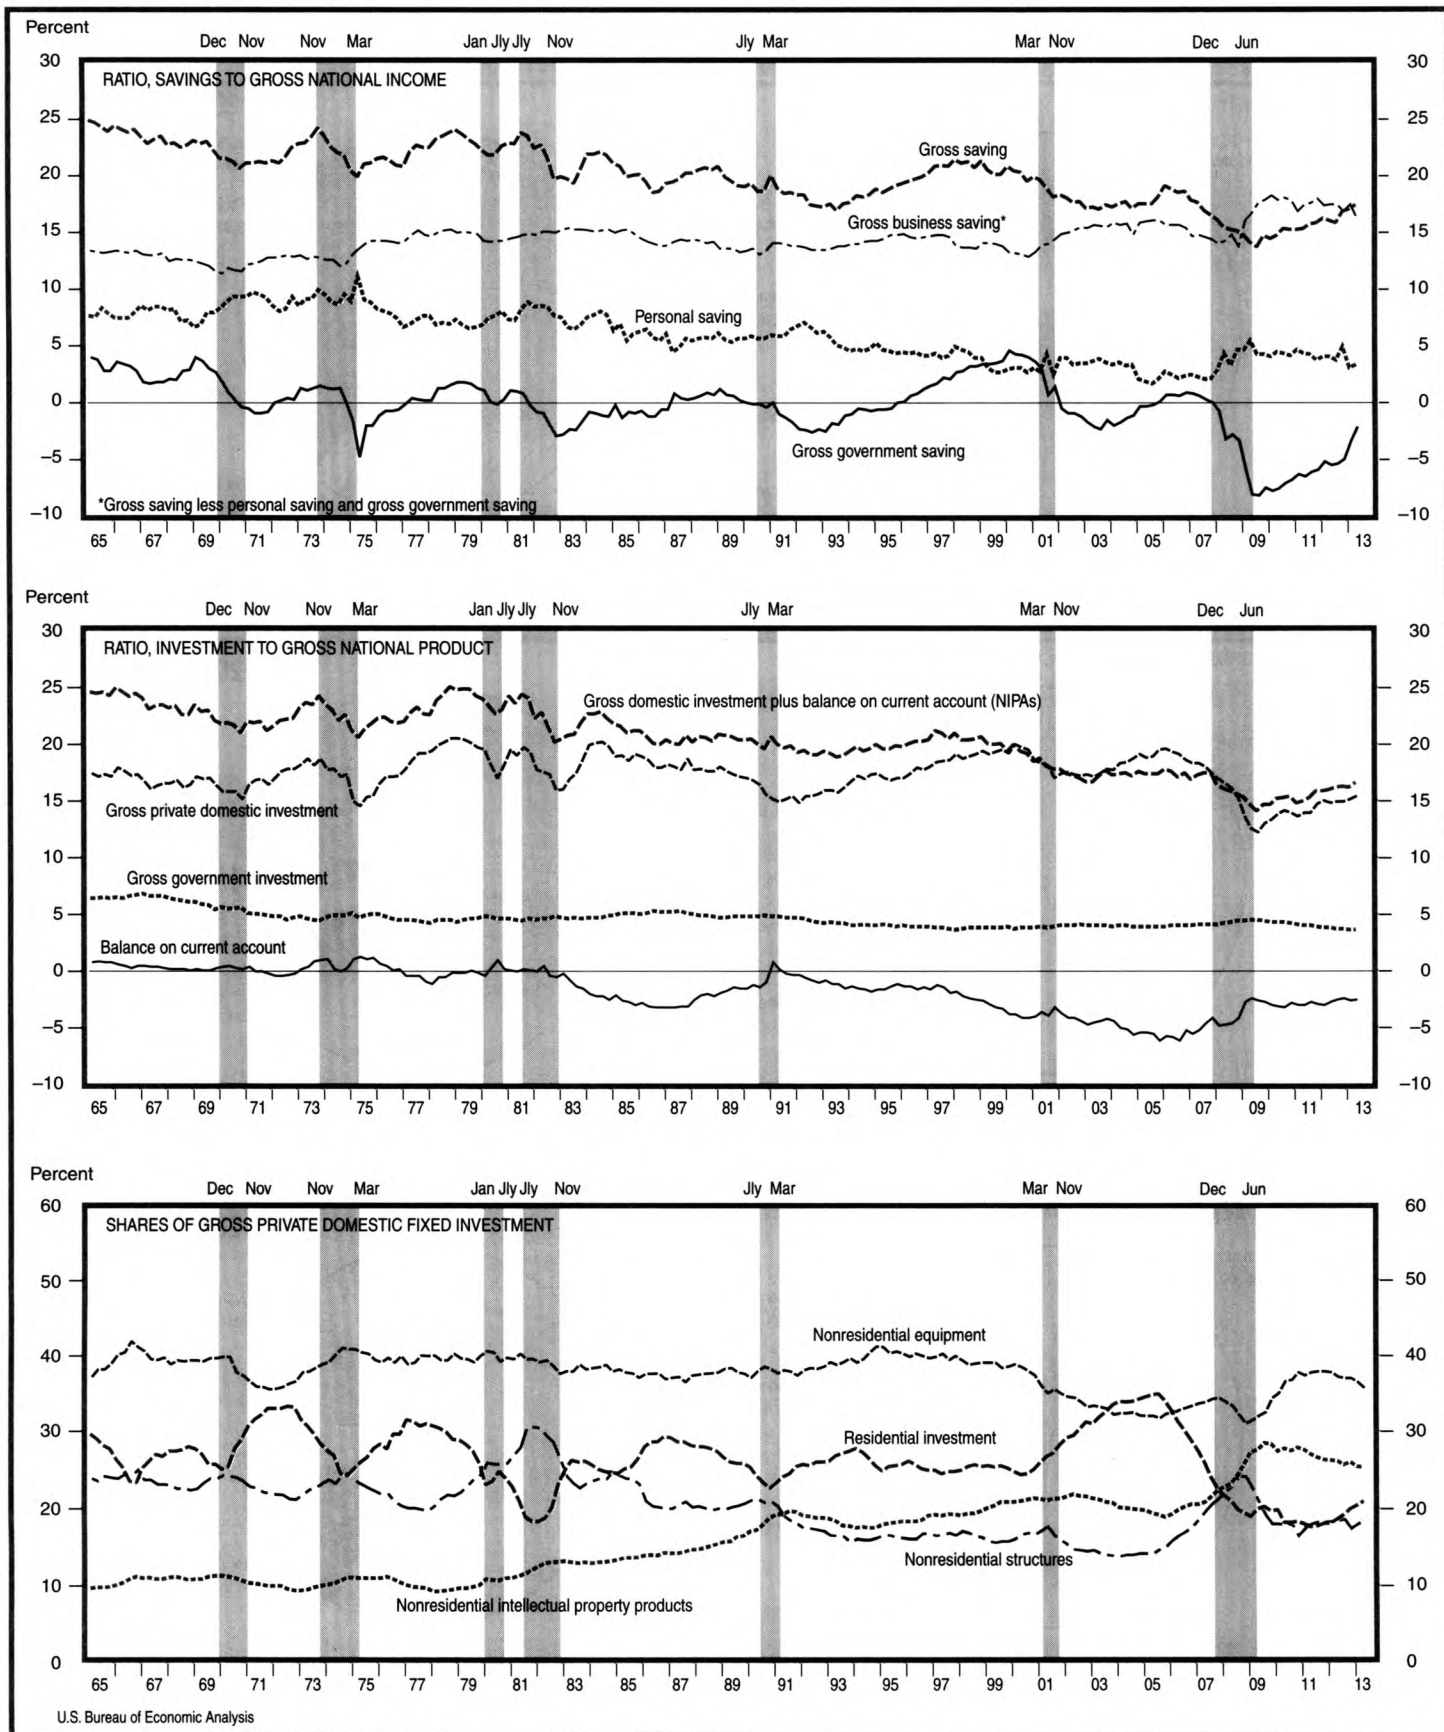 Percent
Dec Nov Nov Mar Jan Jly Jly Nov Jly Mar Mar Nov Dec Jun
30 30
RATIO, SAVINGS TO GROSS NATIONAL INCOME
25 25
Gross saving
20 20
Gross business saving*
15 15
10 10
Personal saving
5 5
0 0
Gross government saving
–5 –5
*Gross saving less personal saving and gross government saving
–10 –10
65 67 69 71 73 75 77 79 81 83 85 87 89 91 93 95 97 99 01 03 05 07 09 11 13
Percent
Dec Nov Nov Mar Jan Jly Jly Nov Jly Mar Mar Nov Dec Jun
30 30
RATIO, INVESTMENT TO GROSS NATIONAL PRODUCT
25 25
Gross domestic investment plus balance on current account (NIPAs)
20 20
15 15
Gross private domestic investment
10 10
Gross government investment
5 5
Balance on current account
0 0
–5 –5
–10 –10
65 67 69 71 73 75 77 79 81 83 85 87 89 91 93 95 97 99 01 03 05 07 09 11 13
Percent
Dec Nov Nov Mar Jan Jly Jly Nov Jly Mar Mar Nov Dec Jun
60 60
SHARES OF GROSS PRIVATE DOMESTIC FIXED INVESTMENT
50 50
Nonresidential equipment
40 40
30 30
Residential investment
20 20
Nonresidential structures
10 10
Nonresidential intellectual property products
0 0
65 67 69 71 73 75 77 79 81 83 85 87 89 91 93 95 97 99 01 03 05 07 09 11 13
U.S. Bureau of Economic Analysis